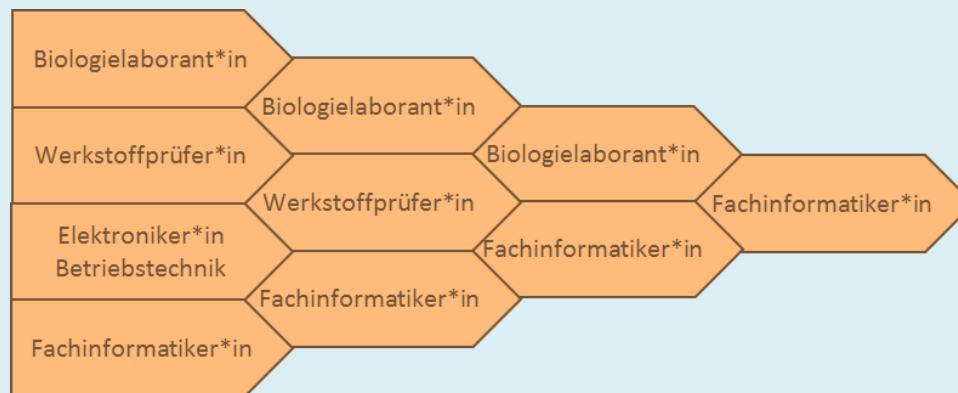 Biologielaborant*in
Werkstoffprüfer*in
Elektroniker*in
Betriebstechnik
Fachinformatiker*in
Biologielaborant*in
Werkstoffprüfer*in
Fachinformatiker*in
Biologielaborant*in
Fachinformatiker*in
Fachinformatiker*in